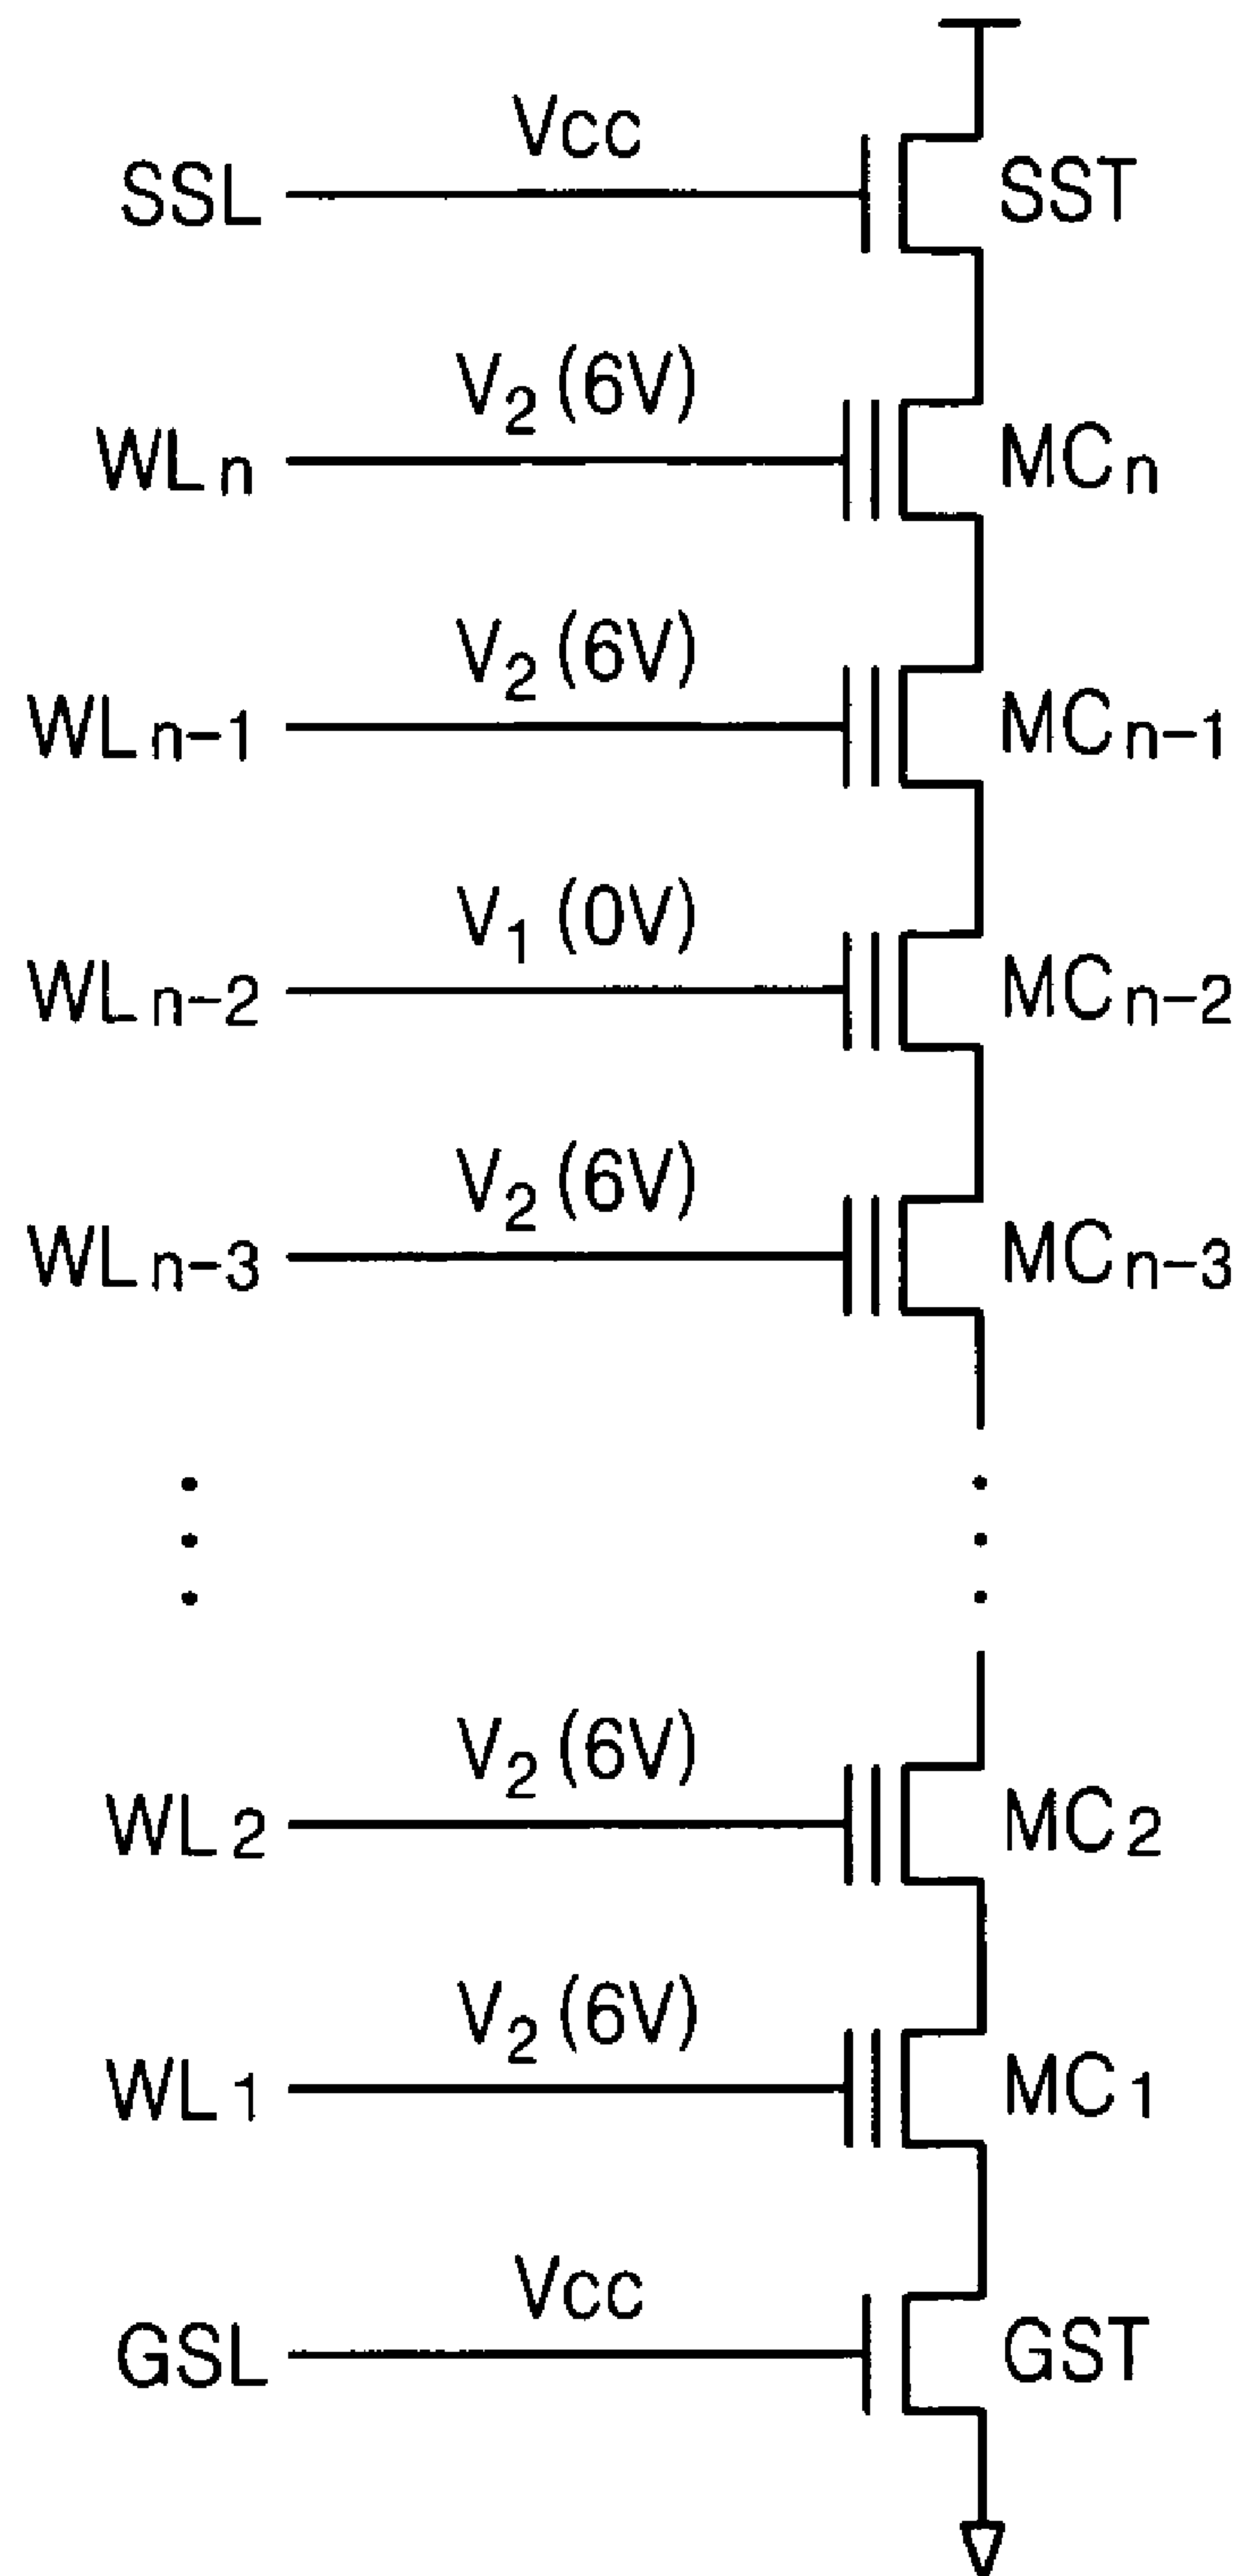 Vcc
SSL SST
V2 (6V)
WLn MCn
V2 (6V)
WLn-1 MCn-1
V1 (0V)
WLn-2 MCn-2
V2 (6V)
WLn-3 MCn-3
V2 (6V)
WL2 MC2
V2 (6V)
WL1 MC1
Vcc
GSL GST